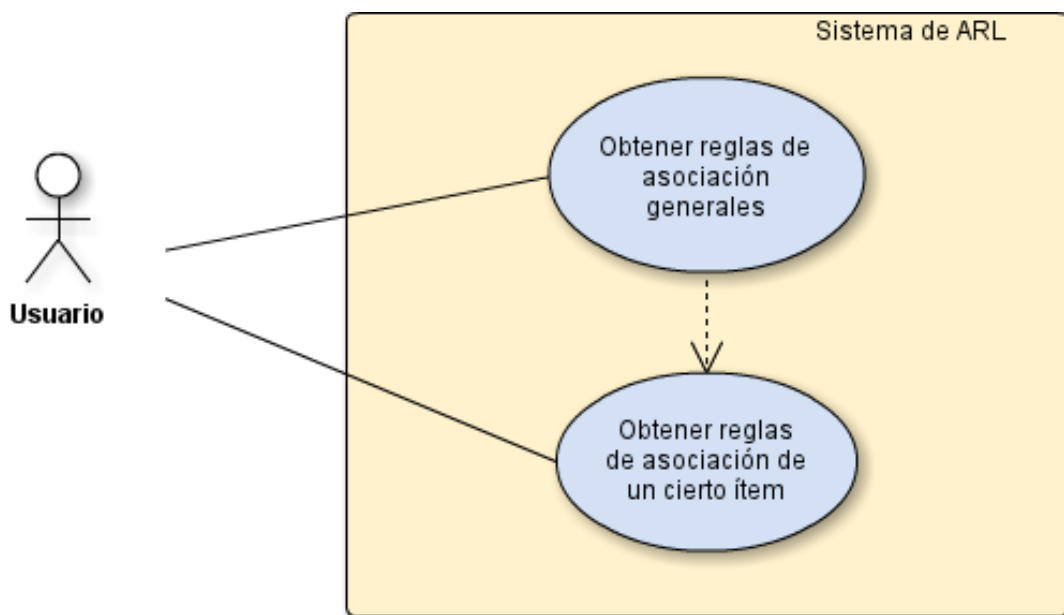 Sistema de ARL
Obtener reglas de
asociación
generales
Usuario
Obtener reglas
de asociación de
un cierto ítem